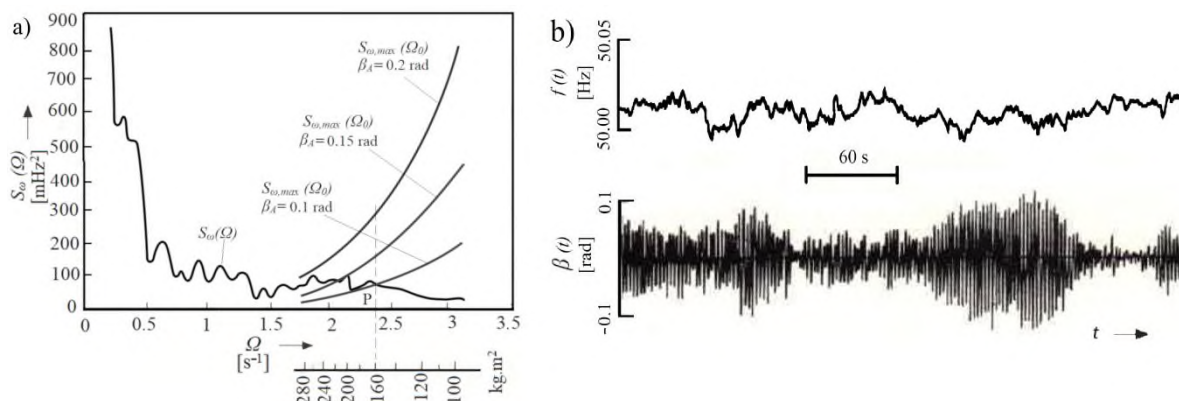 a)
900
800
700
600
500
400
300
200
100
0
Sω(Ω)
[mHz²]
Sω,max (Ω₀)
βA = 0.2 rad
Sω,max (Ω₀)
βA = 0.15 rad
Sω,max (Ω₀)
βA = 0.1 rad
Sω(Ω)
P
0 0.5 1 1.5 2 2.5 3 3.5
Ω
[s⁻¹]
280 240 200 160 120 100 kg.m²
b)
50.05
50.00
f (t)
[Hz]
60 s
0.1
-0.1
β (t)
[rad]
t